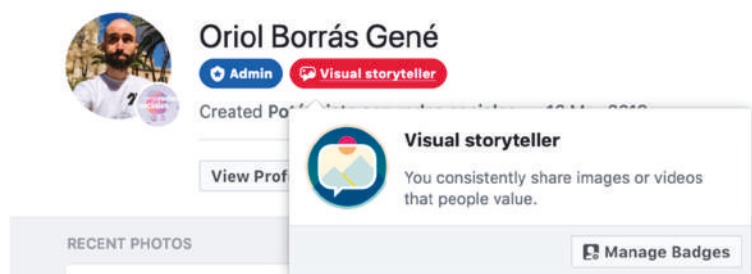 Oriol Borrás Gené
Admin
Visual storyteller
Created
View Prof
Visual storyteller
You consistently share images or videos
that people value.
RECENT PHOTOS
Manage Badges